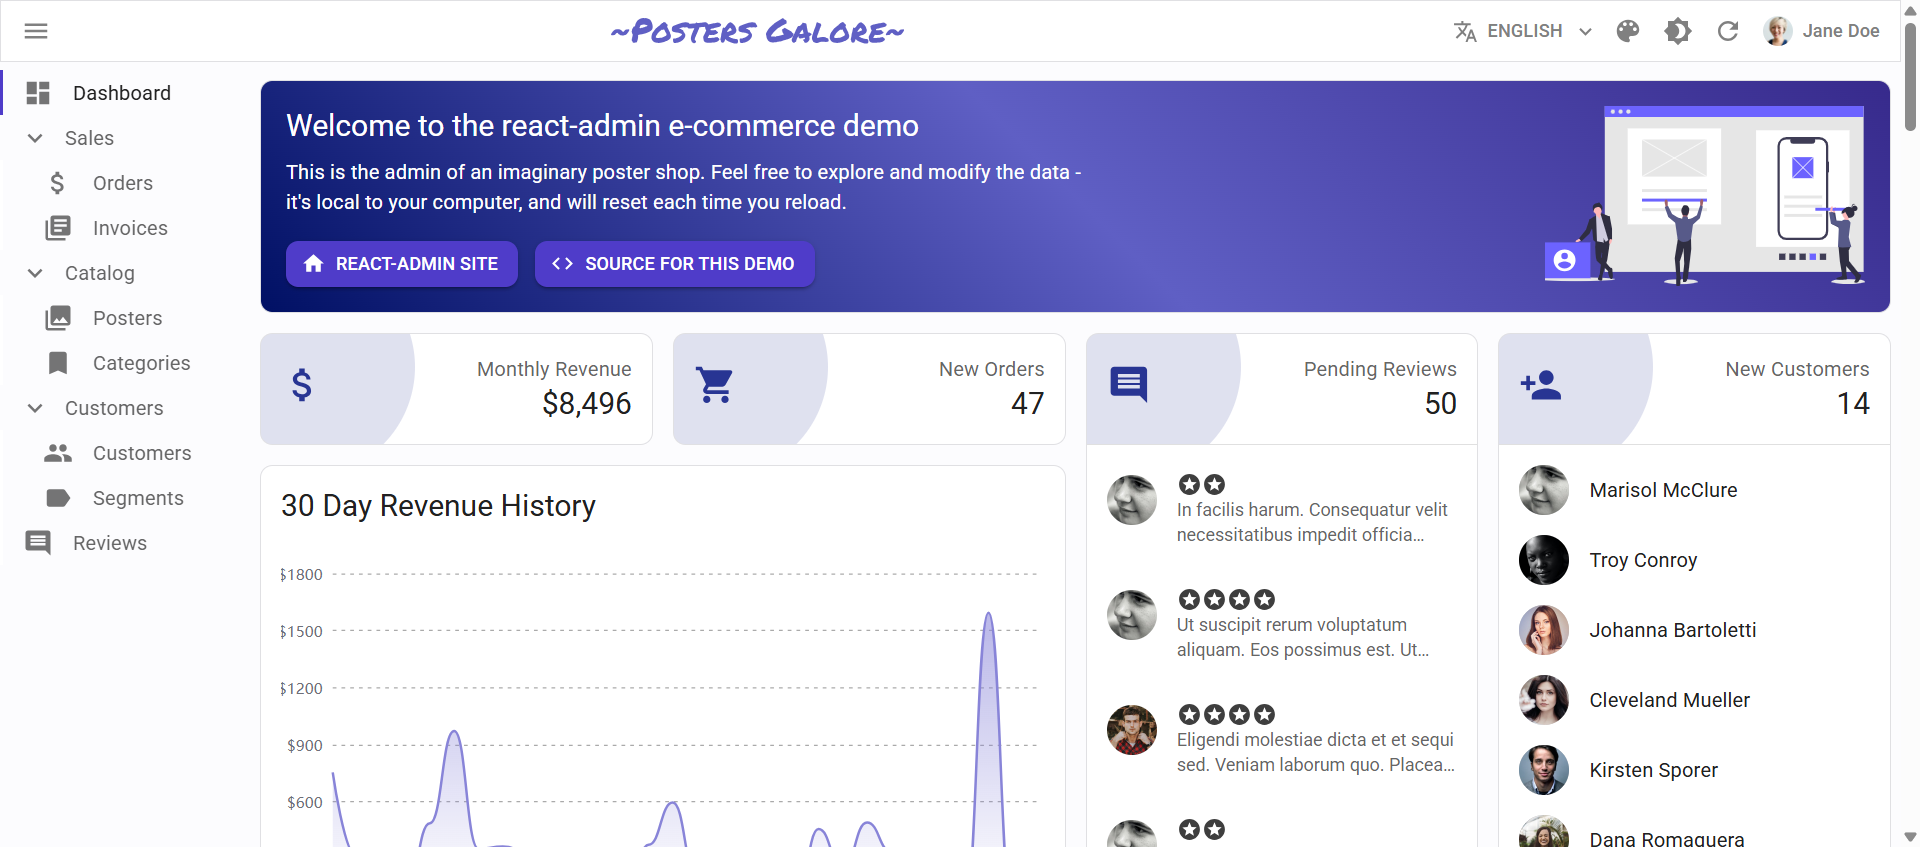 ~Posters Galore~
ENGLISH
Jane Doe
Dashboard
Sales
Orders
Invoices
Catalog
Posters
Categories
Customers
Customers
Segments
Reviews
Welcome to the react-admin e-commerce demo
This is the admin of an imaginary poster shop. Feel free to explore and modify the data -
it's local to your computer, and will reset each time you reload.
REACT-ADMIN SITE
SOURCE FOR THIS DEMO
Monthly Revenue
$8,496
New Orders
47
Pending Reviews
50
New Customers
14
30 Day Revenue History
$1800
$1500
$1200
$900
$600
In facilis harum. Consequatur velit
necessitatibus impedit officia...
Ut suscipit rerum voluptatum
aliquam. Eos possimus est. Ut...
Eligendi molestiae dicta et et sequi
sed. Veniam laborum quo. Placea...
Marisol McClure
Troy Conroy
Johanna Bartoletti
Cleveland Mueller
Kirsten Sporer
Dana Romaguera